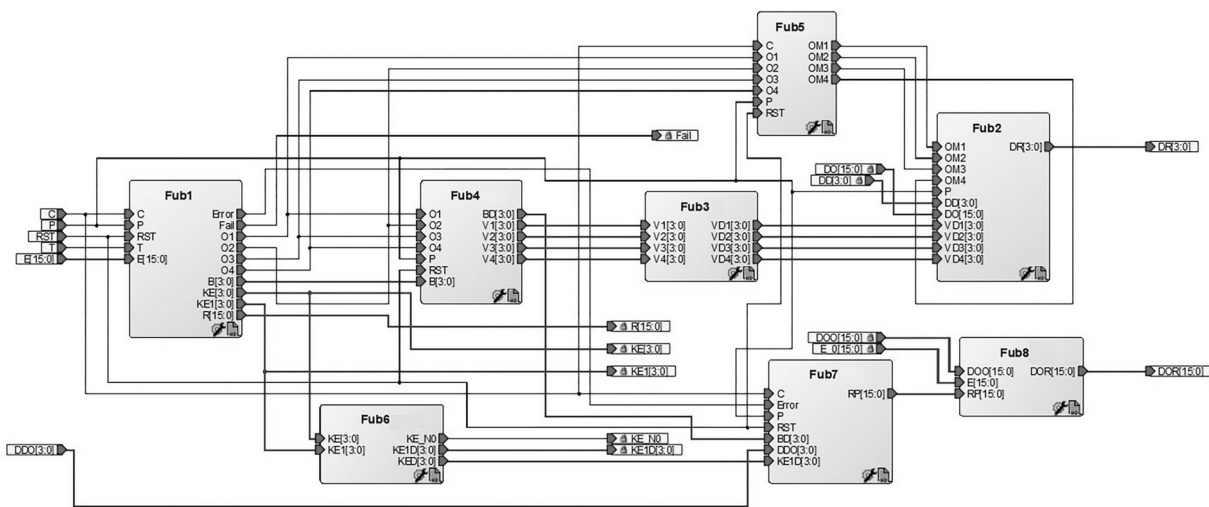 Fub5
C
O1
O2
O3
O4
P
RST
OM1
OM2
OM3
OM4
Fail
Fub2
OM1
OM2
OM3
OM4
P
DD[3:0]
DO[15:0]
VD1[3:0]
VD2[3:0]
VD3[3:0]
VD4[3:0]
DR[3:0]
DR[3:0]
DO[15:0]
DD[3:0]
C
P
RST
T
E[15:0]
Fub1
C
P
RST
T
E[15:0]
Error
Fail
O1
O2
O3
O4
B[3:0]
KE[3:0]
KE1[3:0]
R[15:0]
Fub4
O1
O2
O3
O4
P
RST
B[3:0]
BD[3:0]
V1[3:0]
V2[3:0]
V3[3:0]
V4[3:0]
Fub3
V1[3:0]
V2[3:0]
V3[3:0]
V4[3:0]
VD1[3:0]
VD2[3:0]
VD3[3:0]
VD4[3:0]
R[15:0]
KE[3:0]
KE1[3:0]
DOO[15:0]
E_0[15:0]
Fub8
DOO[15:0]
E[15:0]
RP[15:0]
DOR[15:0]
DOR[15:0]
Fub7
C
Error
P
RST
BD[3:0]
DDO[3:0]
KE1D[3:0]
RP[15:0]
Fub6
KE[3:0]
KE1[3:0]
KE_N0
KE1D[3:0]
KED[3:0]
KE_N0
KE1D[3:0]
DDO[3:0]